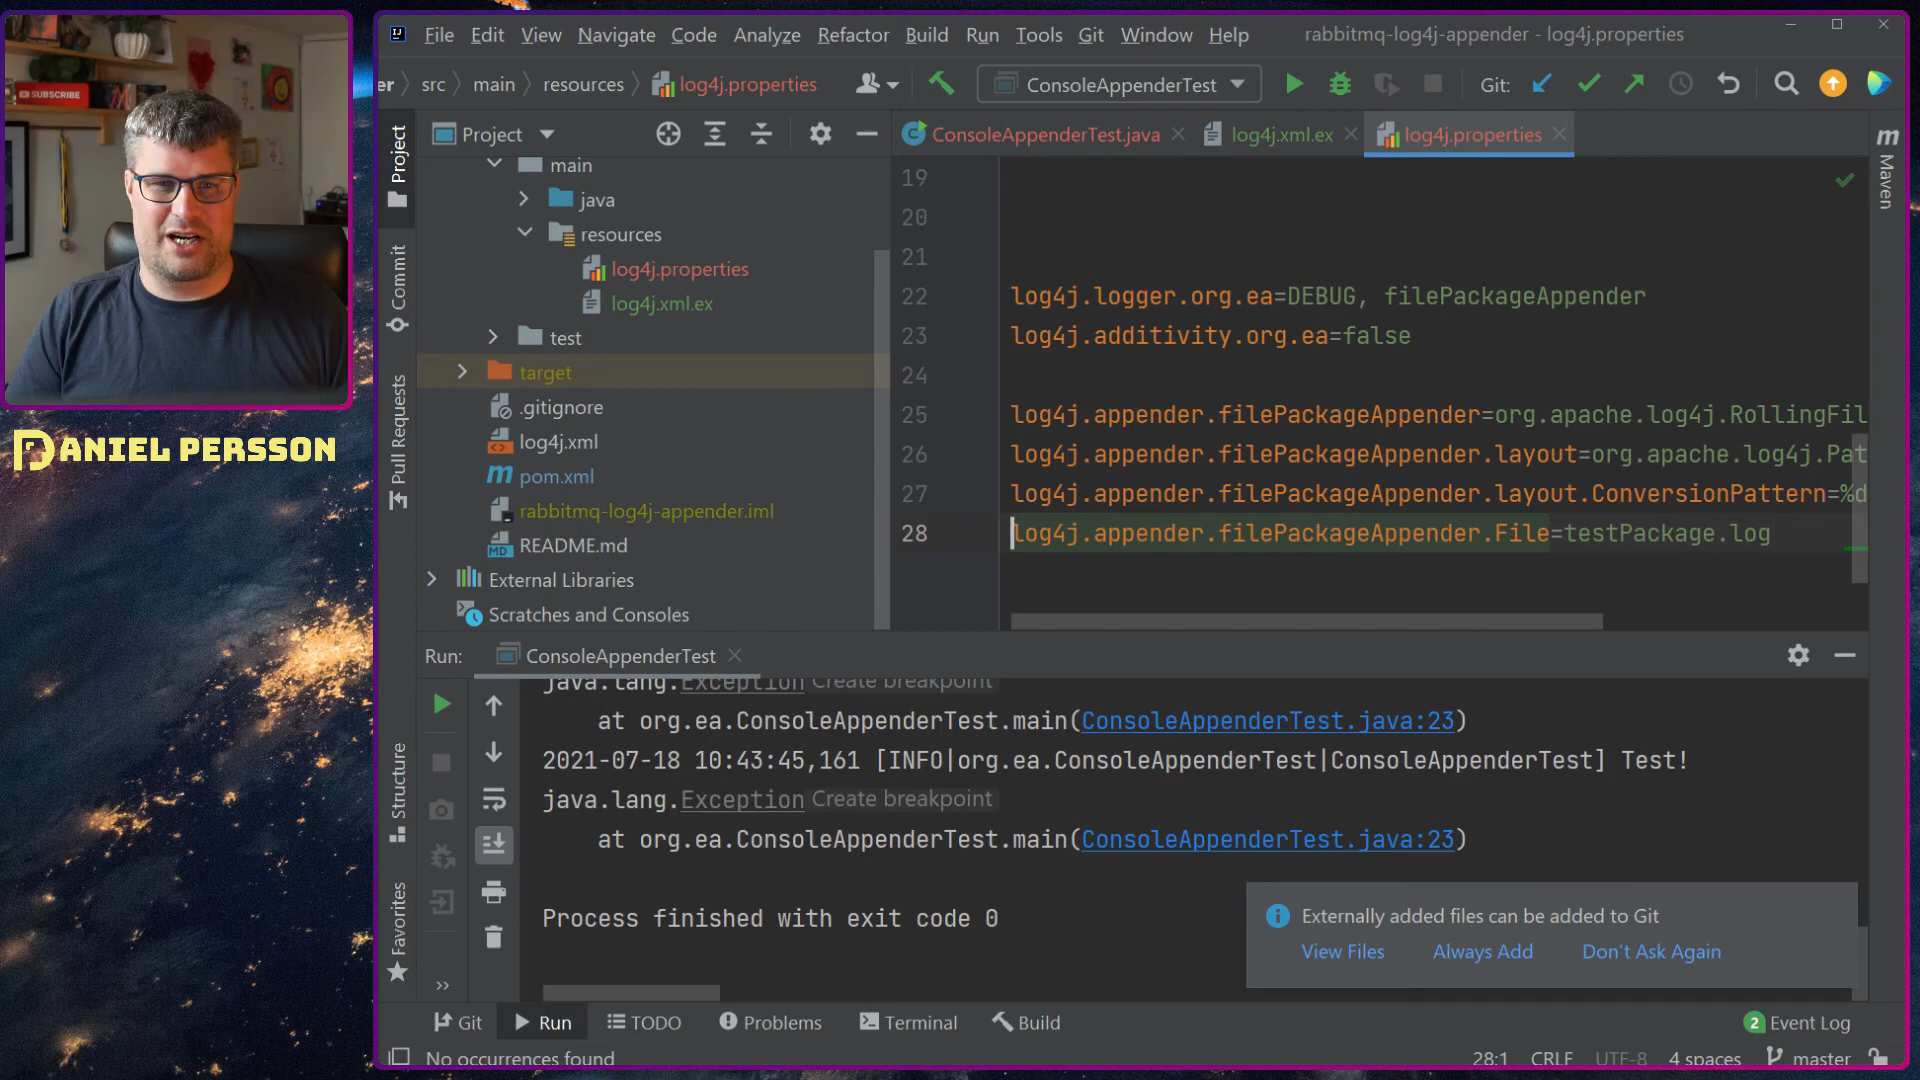 SUBSCRIBE
DANIEL PERSSON
File Edit View Navigate Code Analyze Refactor Build Run Tools Git Window Help rabbitmq-log4j-appender - log4j.properties
er src main resources log4j.properties ConsoleAppenderTest Git:
Project
ConsoleAppenderTest.java log4j.xml.ex log4j.properties
Project
Commit
Pull Requests
Structure
Favorites
Maven
main
java
resources
log4j.properties
log4j.xml.ex
test
target
.gitignore
log4j.xml
pom.xml
rabbitmq-log4j-appender.iml
README.md
External Libraries
Scratches and Consoles
19
20
21
22 log4j.logger.org.ea=DEBUG, filePackageAppender
23 log4j.additivity.org.ea=false
24
25 log4j.appender.filePackageAppender=org.apache.log4j.RollingFil
26 log4j.appender.filePackageAppender.layout=org.apache.log4j.Pat
27 log4j.appender.filePackageAppender.layout.ConversionPattern=%d
28 log4j.appender.filePackageAppender.File=testPackage.log
Run: ConsoleAppenderTest
java.lang.Exception Create breakpoint
at org.ea.ConsoleAppenderTest.main(ConsoleAppenderTest.java:23)
2021-07-18 10:43:45,161 [INFO|org.ea.ConsoleAppenderTest|ConsoleAppenderTest] Test!
java.lang.Exception Create breakpoint
at org.ea.ConsoleAppenderTest.main(ConsoleAppenderTest.java:23)
Process finished with exit code 0
Externally added files can be added to Git
View Files Always Add Don't Ask Again
Git Run TODO Problems Terminal Build 2 Event Log
No occurrences found 28:1 CRLF UTF-8 4 spaces master